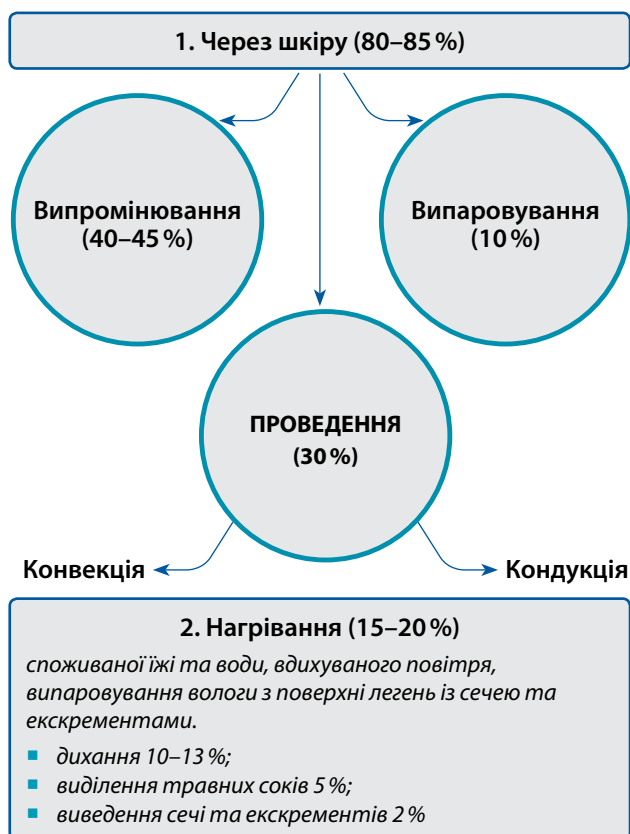 1. Через шкіру (80–85 %)
Випромінювання
(40–45 %)
Випаровування
(10 %)
ПРОВЕДЕННЯ
(30 %)
Конвекція
Кондукція
2. Нагрівання (15–20 %)
споживаної їжі та води, вдихуваного повітря,
випаровування вологи з поверхні легень із сечею та
екскрементами.
▪ дихання 10–13 %;
▪ виділення травних соків 5 %;
▪ виведення сечі та екскрементів 2 %